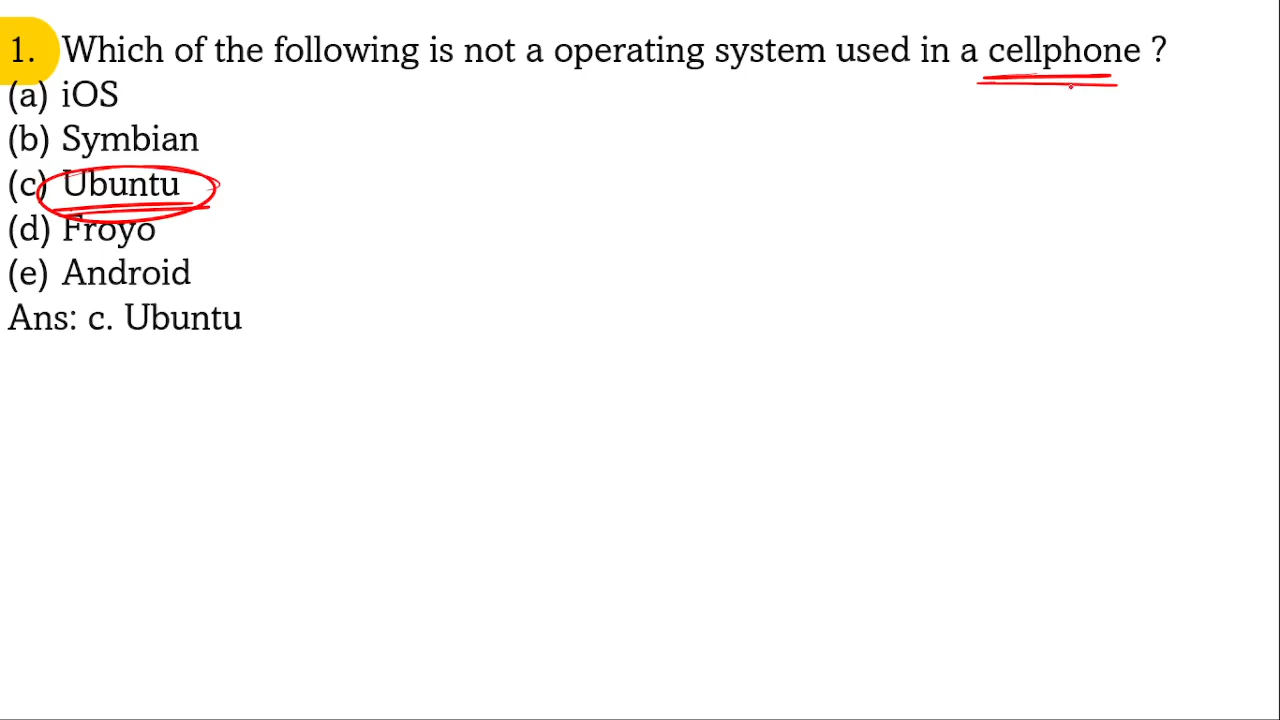 1. Which of the following is not a operating system used in a cellphone ?
(a) iOS
(b) Symbian
(c) Ubuntu
(d) Froyo
(e) Android
Ans: c. Ubuntu